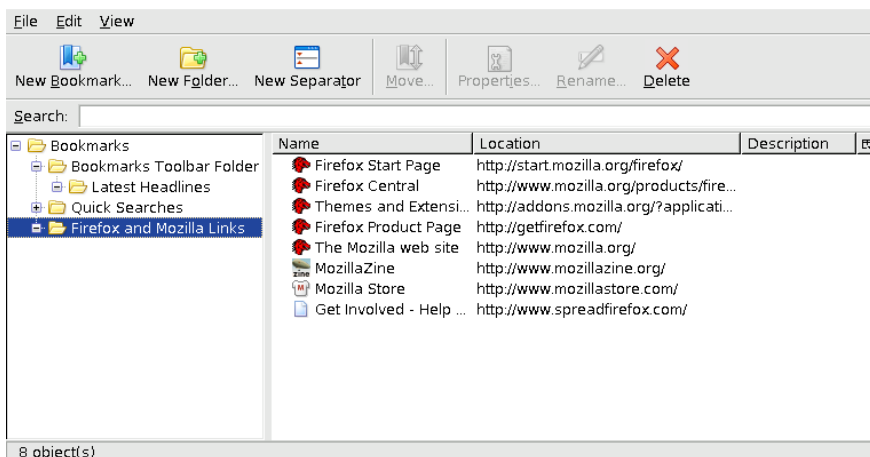 File Edit View
New Bookmark... New Folder... New Separator Move... Properties... Rename... Delete
Search:
Name Location Description
Bookmarks
Bookmarks Toolbar Folder
Latest Headlines
Quick Searches
Firefox and Mozilla Links
Firefox Start Page http://start.mozilla.org/firefox/
Firefox Central http://www.mozilla.org/products/fire...
Themes and Extensi... http://addons.mozilla.org/?applicati...
Firefox Product Page http://getfirefox.com/
The Mozilla web site http://www.mozilla.org/
zine MozillaZine http://www.mozillazine.org/
M Mozilla Store http://www.mozillastore.com/
Get Involved - Help ... http://www.spreadfirefox.com/
8 object(s)